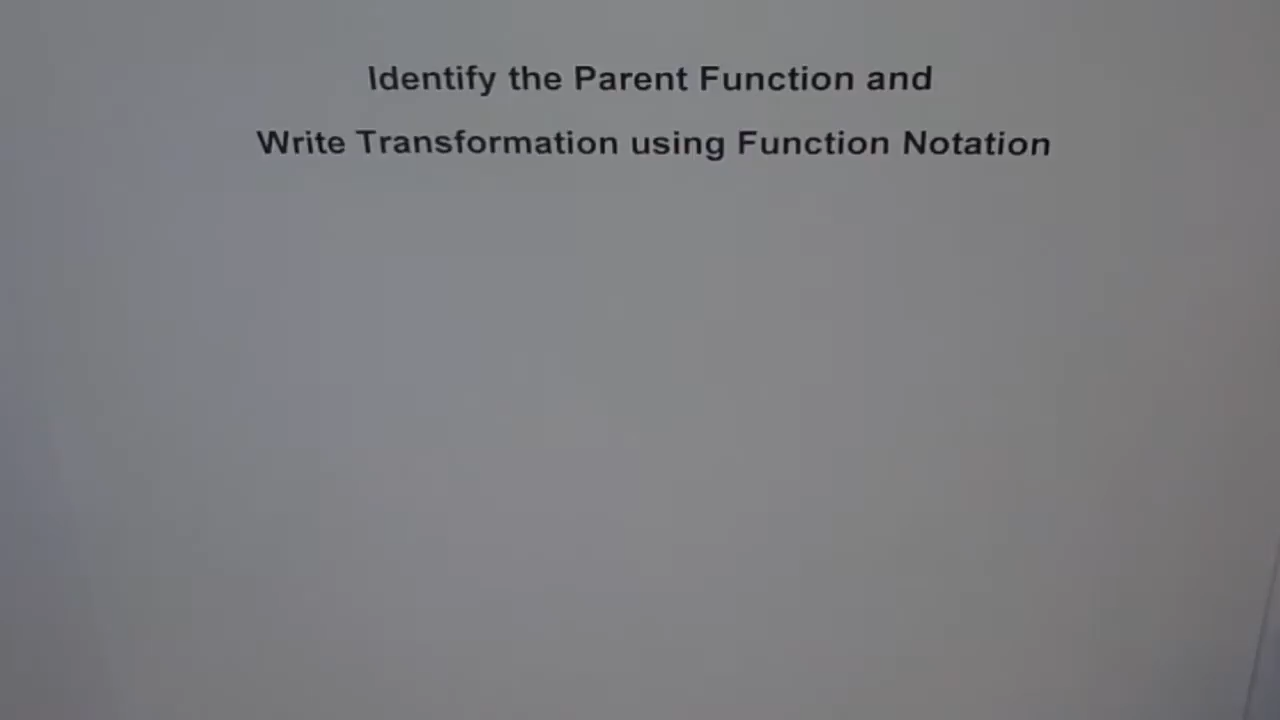 Identify the Parent Function and
Write Transformation using Function Notation